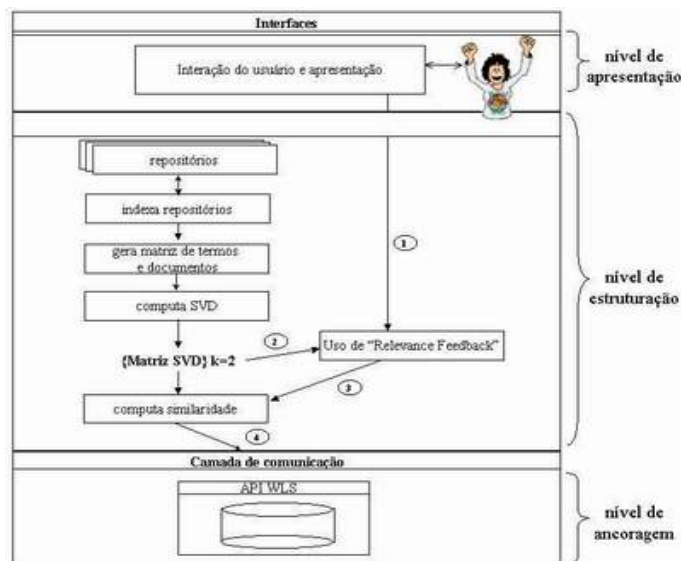 Interfaces
Interação do usuário e apresentação
nível de
apresentação
repositórios
indexa repositórios
gera matriz de termos
e documentos
computa SVD
1
nível de
estruturação
2
{Matriz SVD} k=2
Uso de “Relevance Feedback”
3
computa similaridade
4
Camada de comunicação
API WLS
nível de
ancoragem